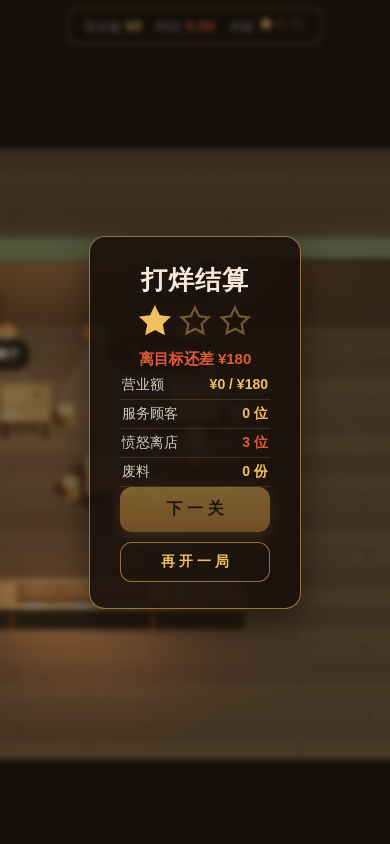 打烊结算
离目标还差 ¥180
营业额 ¥0 / ¥180
服务顾客 0 位
愤怒离店 3 位
废料 0 份
下一关
再开一局